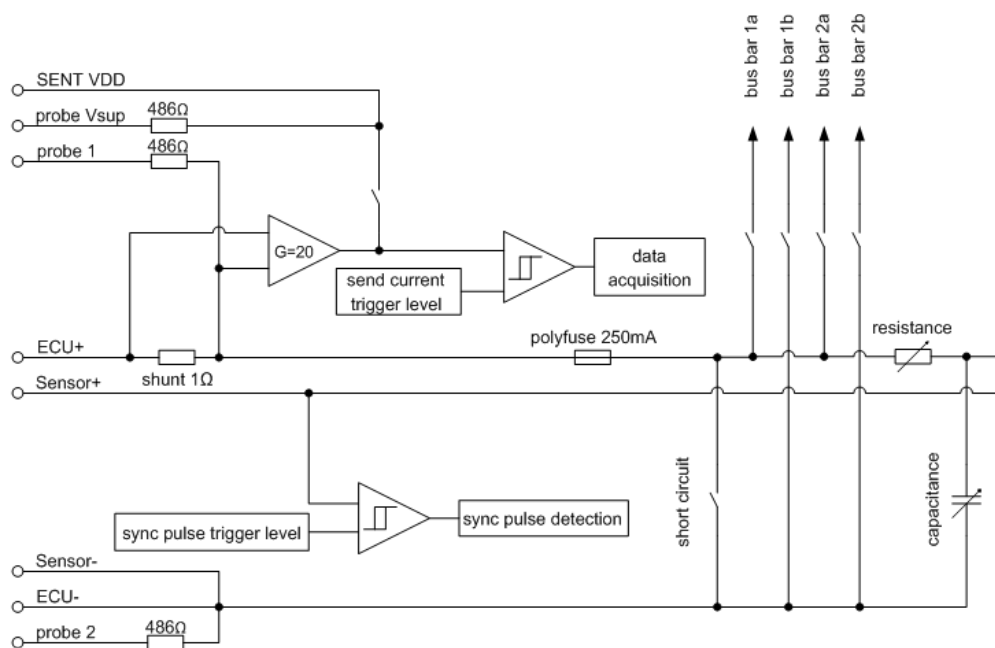 bus bar 1a
bus bar 1b
bus bar 2a
bus bar 2b
SENT VDD
probe Vsup
486Ω
probe 1
486Ω
G=20
send current
trigger level
data
acquisition
ECU+
shunt 1Ω
polyfuse 250mA
resistance
Sensor+
short circuit
capacitance
sync pulse trigger level
sync pulse detection
Sensor-
ECU-
probe 2
486Ω